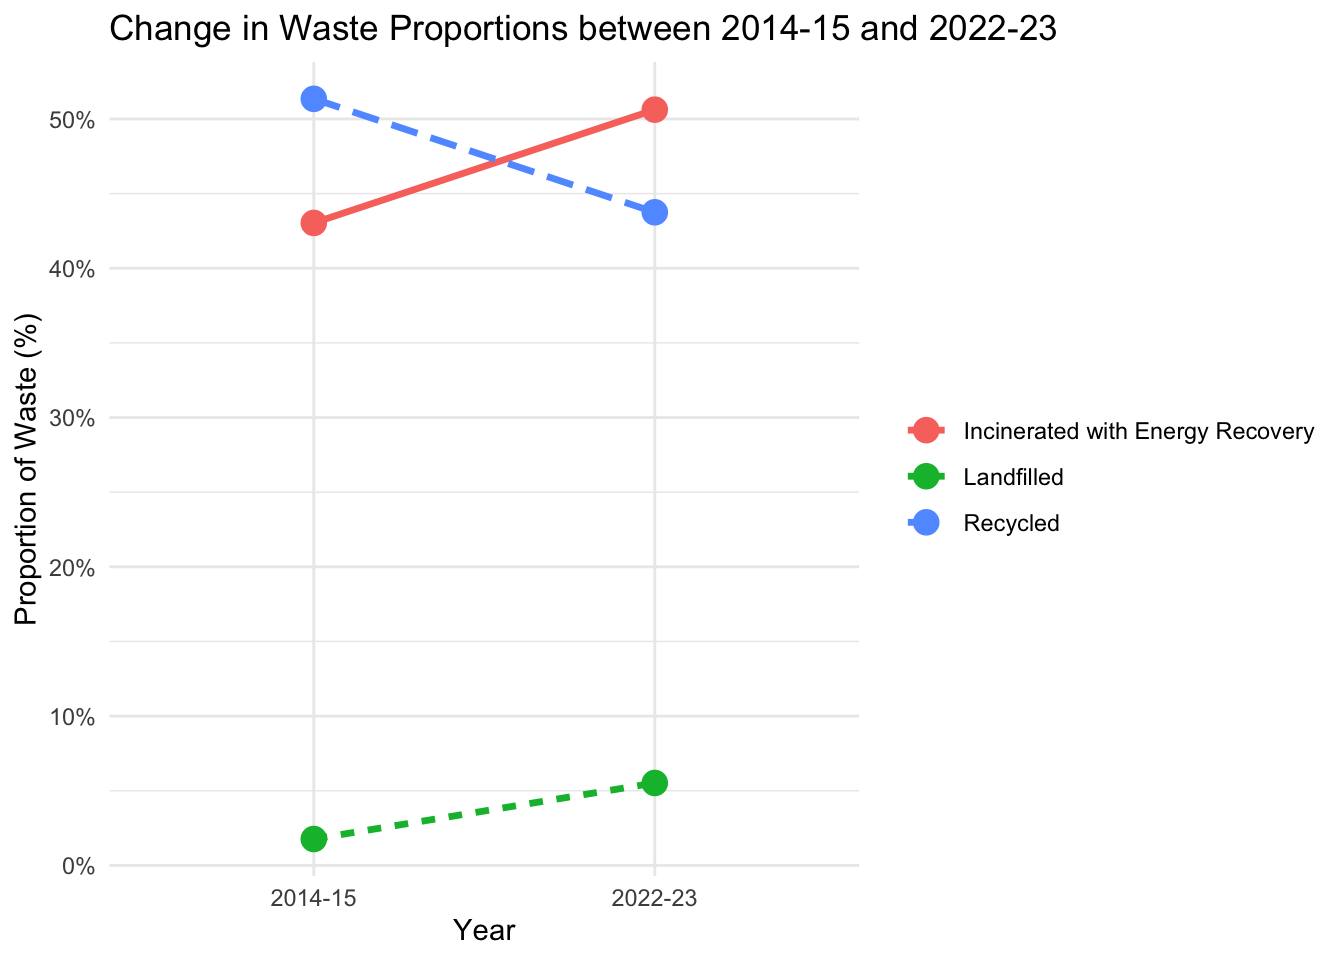 Change in Waste Proportions between 2014-15 and 2022-23
Proportion of Waste (%)
50%
40%
30%
20%
10%
0%
2014-15
2022-23
Year
Incinerated with Energy Recovery
Landfilled
Recycled